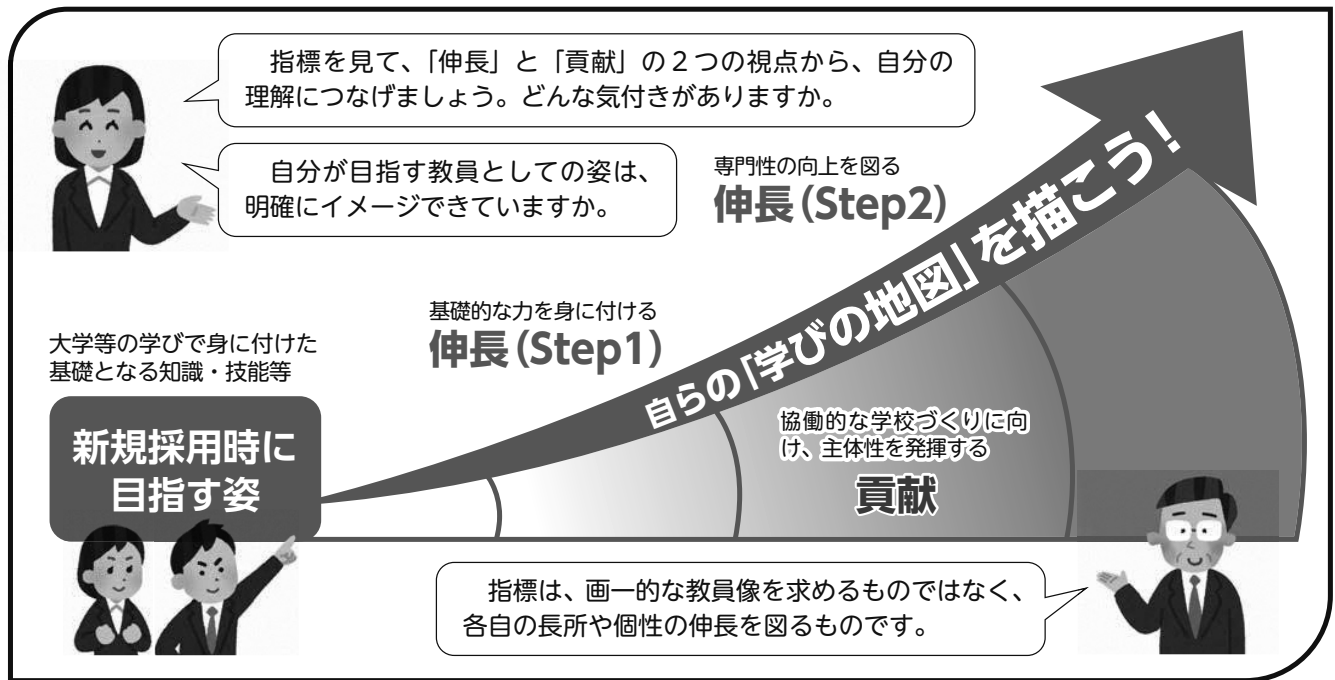 指標を見て、「伸長」と「貢献」の２つの視点から、自分の
理解につなげましょう。どんな気付きがありますか。
自分が目指す教員としての姿は、
明確にイメージできていますか。
専門性の向上を図る
伸長（Step2）
自らの「学びの地図」を描こう！
基礎的な力を身に付ける
伸長（Step1）
大学等の学びで身に付けた
基礎となる知識・技能等
新規採用時に
目指す姿
協働的な学校づくりに向
け、主体性を発揮する
貢献
指標は、画一的な教員像を求めるものではなく、
各自の長所や個性の伸長を図るものです。